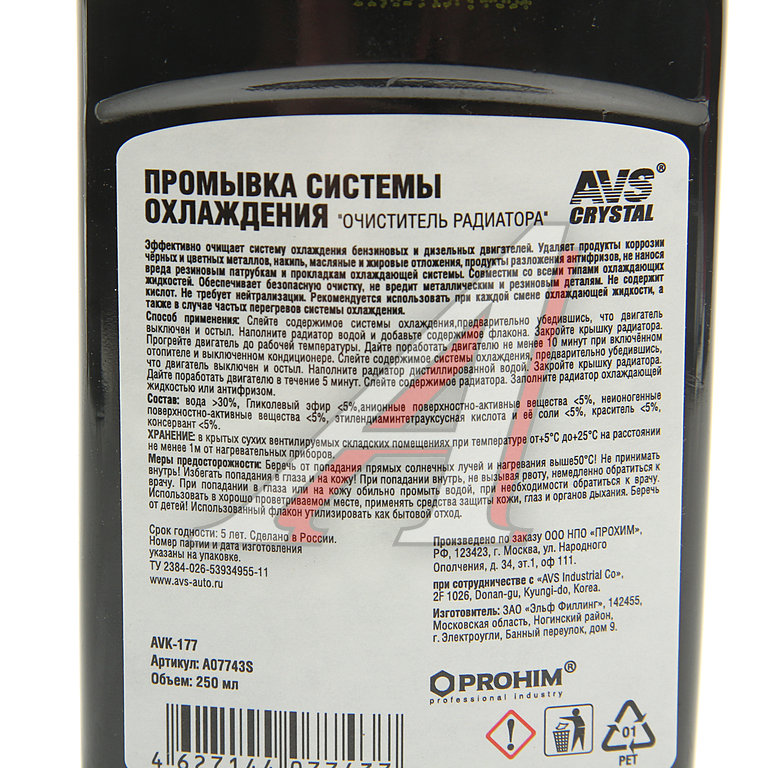 ПРОМЫВКА СИСТЕМЫ
ОХЛАЖДЕНИЯ "ОЧИСТИТЕЛЬ РАДИАТОРА"
AVS®
CRYSTAL
Эффективно очищает систему охлаждения бензиновых и дизельных двигателей. Удаляет продукты коррозии
чёрных и цветных металлов, накипь, масляные и жировые отложения, продукты разложения антифризов, не нанося
вреда резиновым патрубкам и прокладкам охлаждающей системы. Совместим со всеми типами охлаждающих
жидкостей. Обеспечивает безопасную очистку, не вредит металлическим и резиновым деталям. Не содержит
кислот. Не требует нейтрализации. Рекомендуется использовать при каждой смене охлаждающей жидкости, а
также в случае частых перегревов системы охлаждения.
Способ применения: Слейте содержимое системы охлаждения,предварительно убедившись, что двигатель
выключен и остыл. Наполните радиатор водой и добавьте содержимое флакона. Закройте крышку радиатора.
Прогрейте двигатель до рабочей температуры. Дайте поработать двигателю не менее 10 минут при включённом
отопителе и выключенном кондиционере. Слейте содержимое системы охлаждения, предварительно убедившись,
что двигатель выключен и остыл. Наполните радиатор дистиллированной водой. Закройте крышку радиатора.
Дайте поработать двигателю в течение 5 минут. Слейте содержимое радиатора. Заполните радиатор охлаждающей
жидкостью или антифризом.
Состав: вода >30%, Гликолевый эфир <5%,анионные поверхностно-активные вещества <5%, неионогенные
поверхностно-активные вещества <5%, этилендиаминтетрауксусная кислота и её соли <5%, краситель <5%,
консервант <5%.
ХРАНЕНИЕ: в крытых сухих вентилируемых складских помещениях при температуре от+5°С до+25°С на расстоянии
не менее 1м от нагревательных приборов.
Меры предосторожности: Беречь от попадания прямых солнечных лучей и нагревания выше50°С! Не принимать
внутрь! Избегать попадания в глаза и на кожу! При попадании внутрь, не вызывая рвоту, немедленно обратиться к
врачу. При попадании в глаза или на кожу обильно промыть водой, при необходимости обратиться к врачу.
Использовать в хорошо проветриваемом месте, применять средства защиты кожи, глаз и органов дыхания. Беречь
от детей! Использованный флакон утилизировать как бытовой отход.
Срок годности: 5 лет. Сделано в России.
Номер партии и дата изготовления
указаны на упаковке.
ТУ 2384-026-53934955-11
www.avs-auto.ru
Произведено по заказу ООО НПО «ПРОХИМ»,
РФ, 123423, г. Москва, ул. Народного
Ополчения, д. 34, эт.1, оф 111.
при сотрудничестве с «AVS Industrial Co»,
2F 1026, Donan-gu, Kyungi-do, Korea.
Изготовитель: ЗАО «Эльф Филлинг», 142455,
Московская область, Ногинский район,
г. Электроугли, Банный переулок, дом 9.
AVK-177
Артикул: A07743S
Объем: 250 мл
PROHIM®
professional industry
01
PET
4 627144 077437